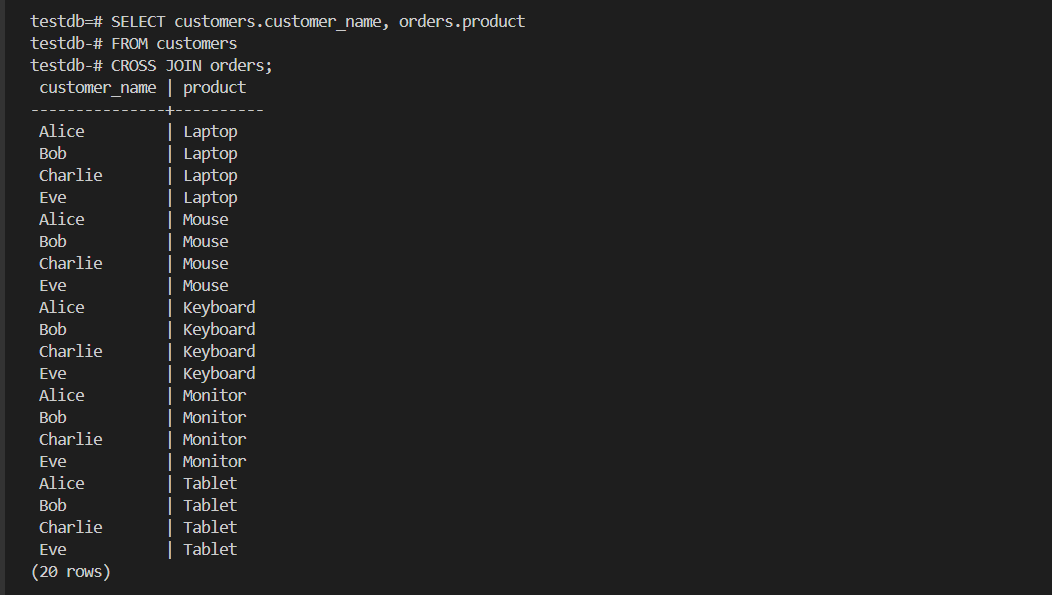 testdb=# SELECT customers.customer_name, orders.product
testdb-# FROM customers
testdb-# CROSS JOIN orders;
 customer_name | product
---------------+----------
 Alice         | Laptop
 Bob           | Laptop
 Charlie       | Laptop
 Eve           | Laptop
 Alice         | Mouse
 Bob           | Mouse
 Charlie       | Mouse
 Eve           | Mouse
 Alice         | Keyboard
 Bob           | Keyboard
 Charlie       | Keyboard
 Eve           | Keyboard
 Alice         | Monitor
 Bob           | Monitor
 Charlie       | Monitor
 Eve           | Monitor
 Alice         | Tablet
 Bob           | Tablet
 Charlie       | Tablet
 Eve           | Tablet
(20 rows)